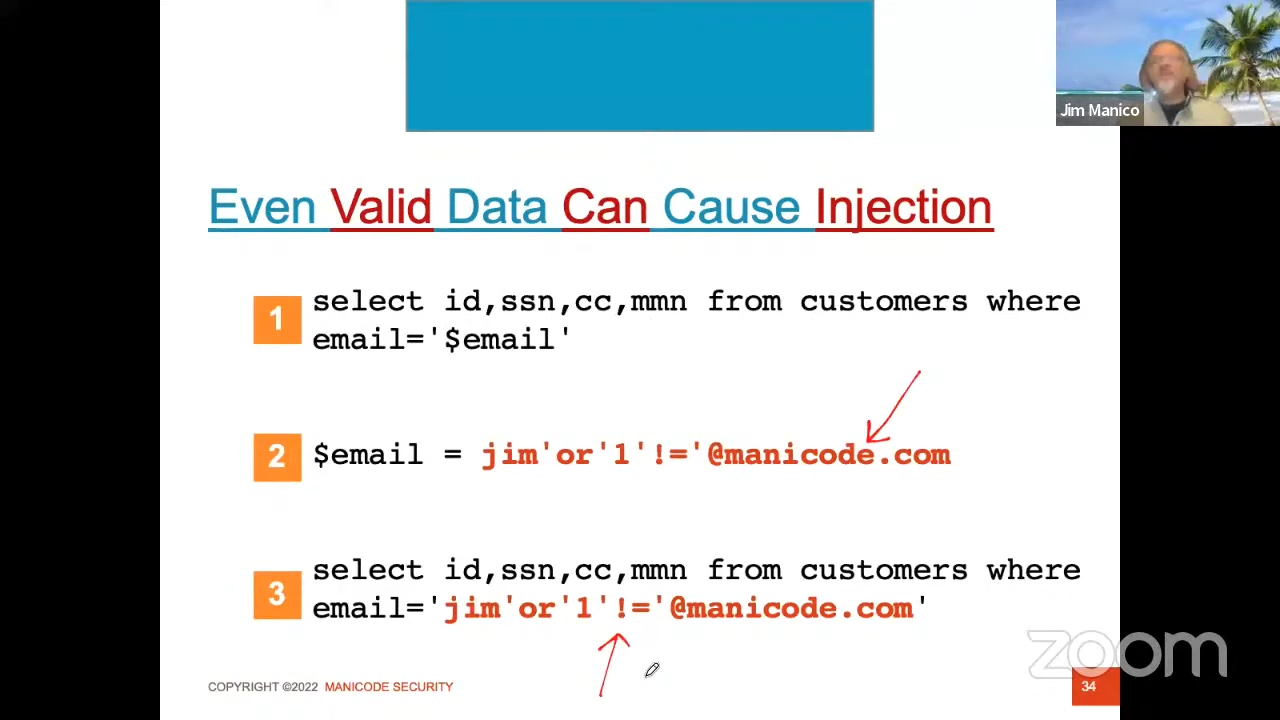 Jim Manico
Even Valid Data Can Cause Injection
1
select id,ssn,cc,mmn from customers where
email='$email'
2
$email = jim'or'1'!='@manicode.com
3
select id,ssn,cc,mmn from customers where
email='jim'or'1'!='@manicode.com'
zoom
COPYRIGHT ©2022 MANICODE SECURITY
34